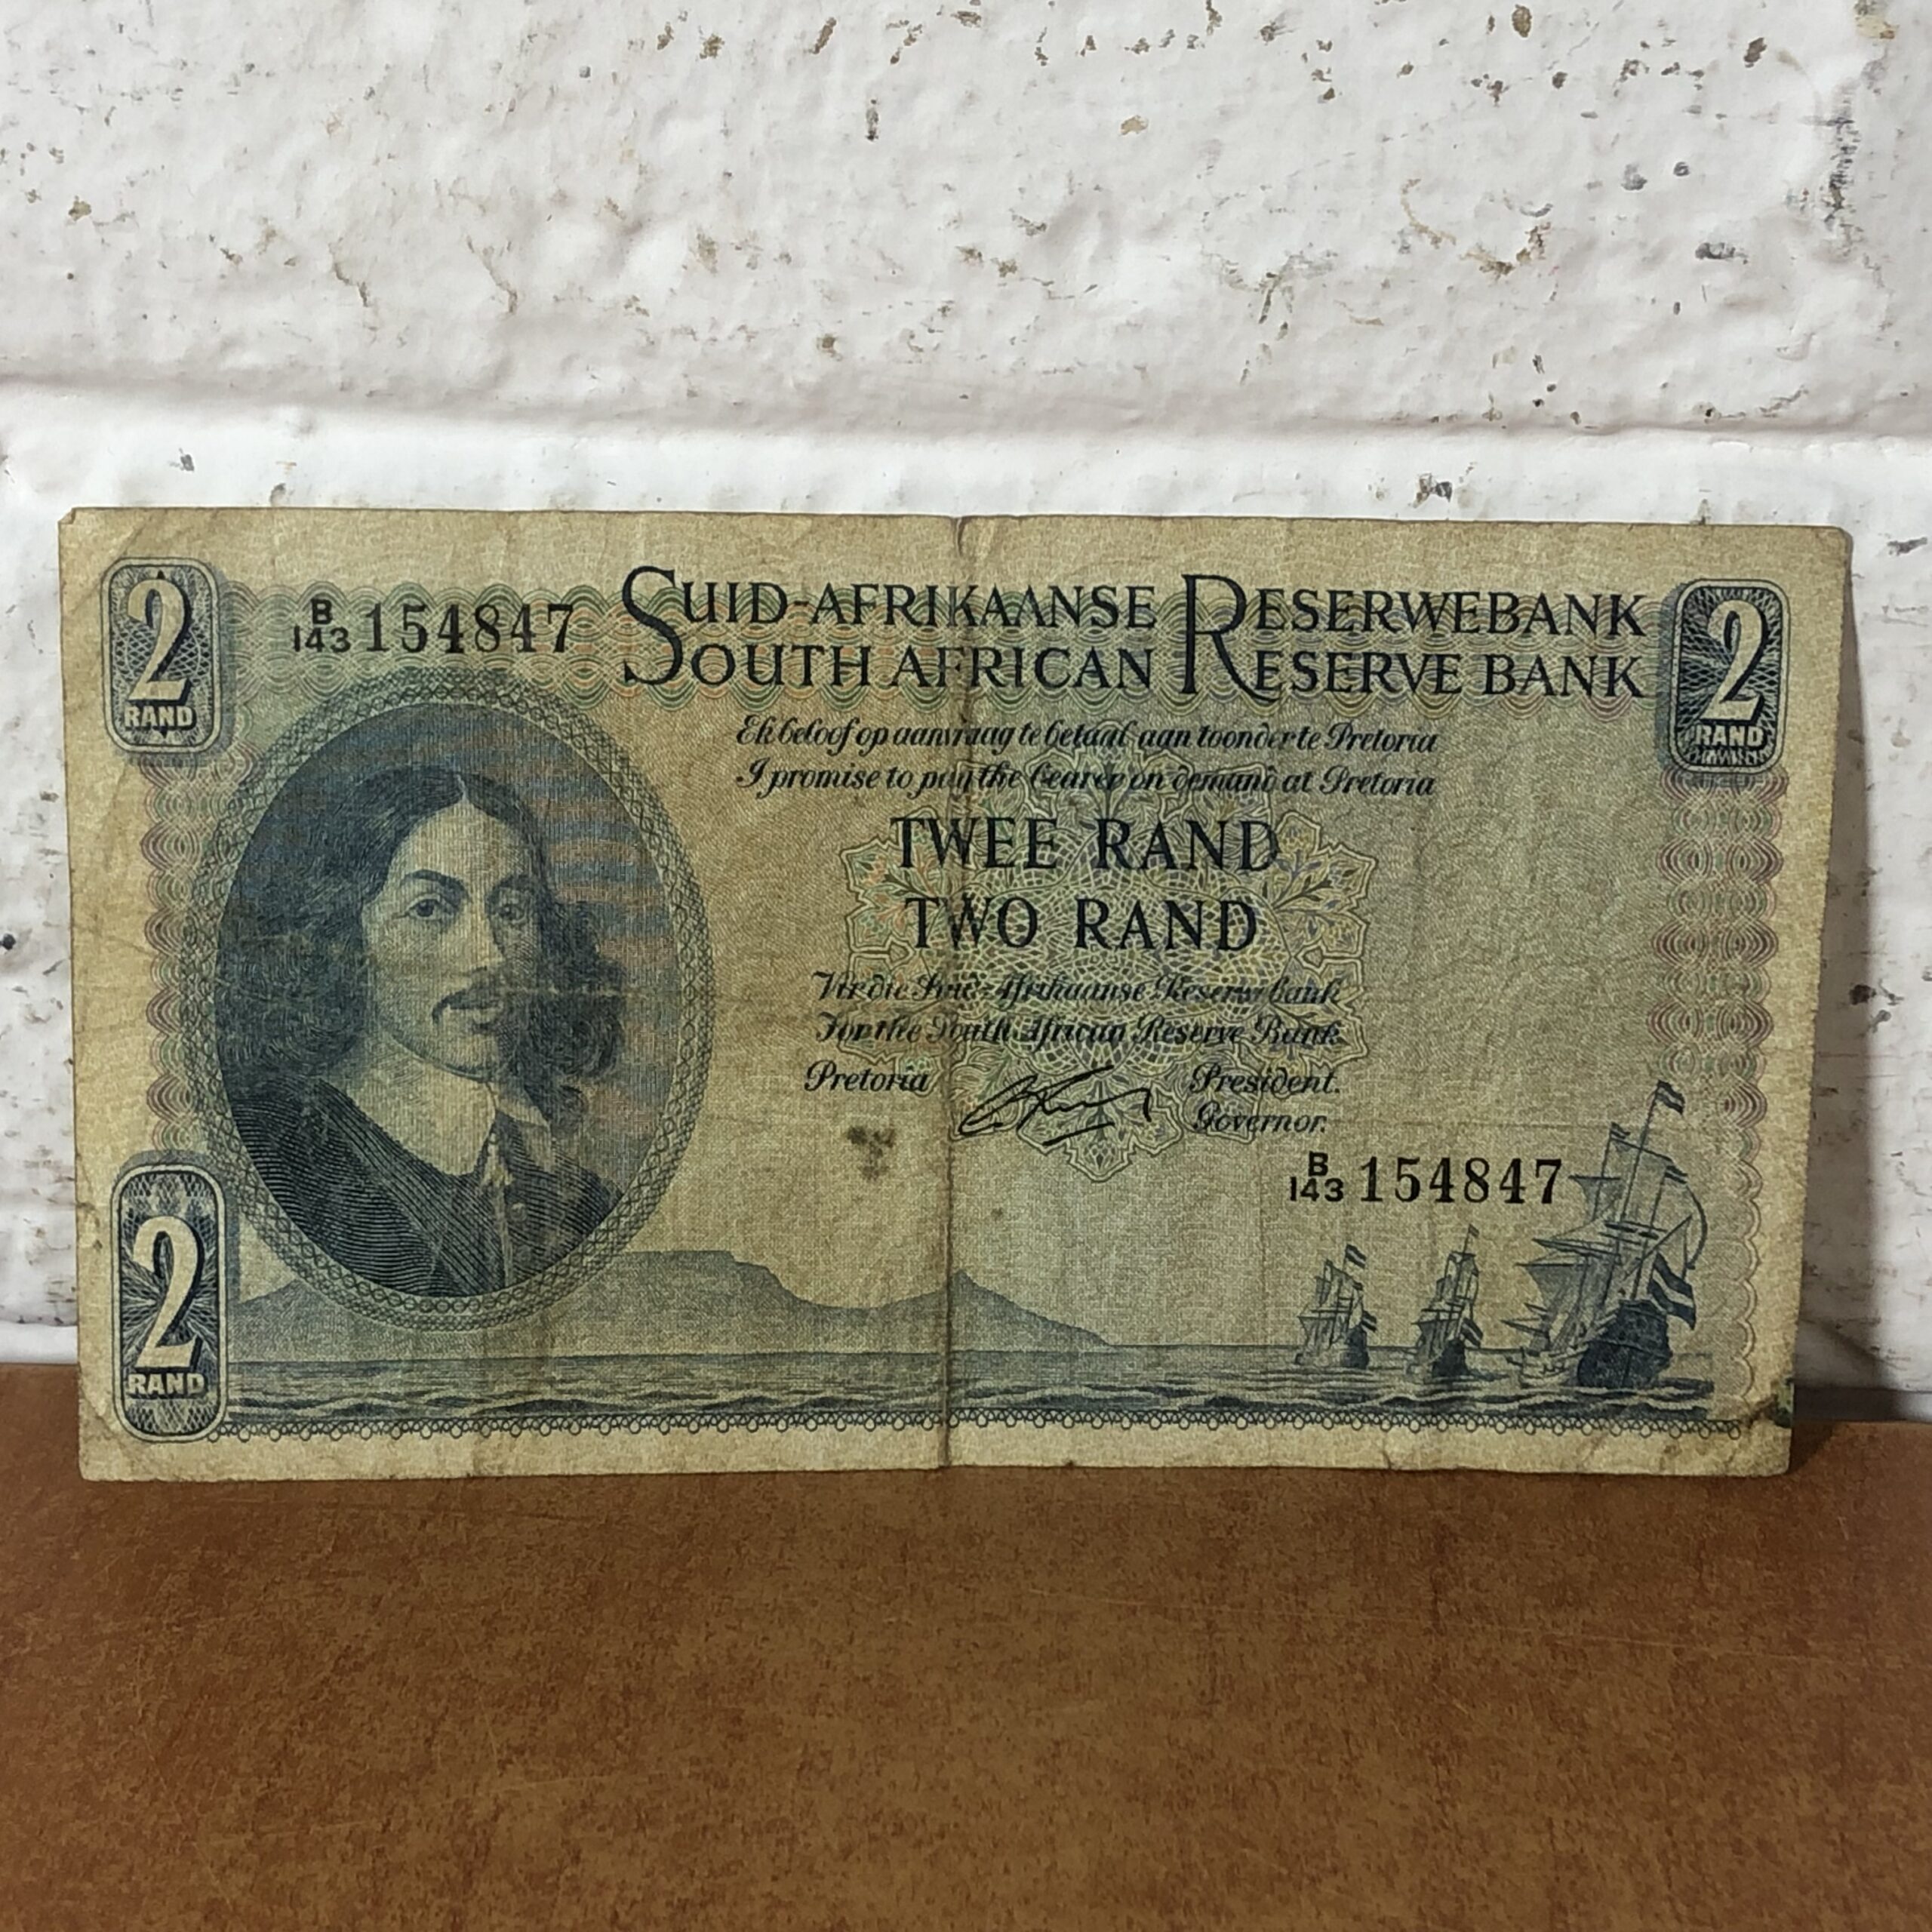 2
RAND
B
143 154847
SUID-AFRIKAANSE RESERWEBANK
SOUTH AFRICAN RESERVE BANK
2
RAND
Ek beloof op aanvraag te betaal aan toonder te Pretoria
I promise to pay the bearer on demand at Pretoria
TWEE RAND
TWO RAND
Vir die Suid-Afrikaanse Reserwebank
For the South African Reserve Bank
Pretoria
President.
Governor.
B
143 154847
2
RAND